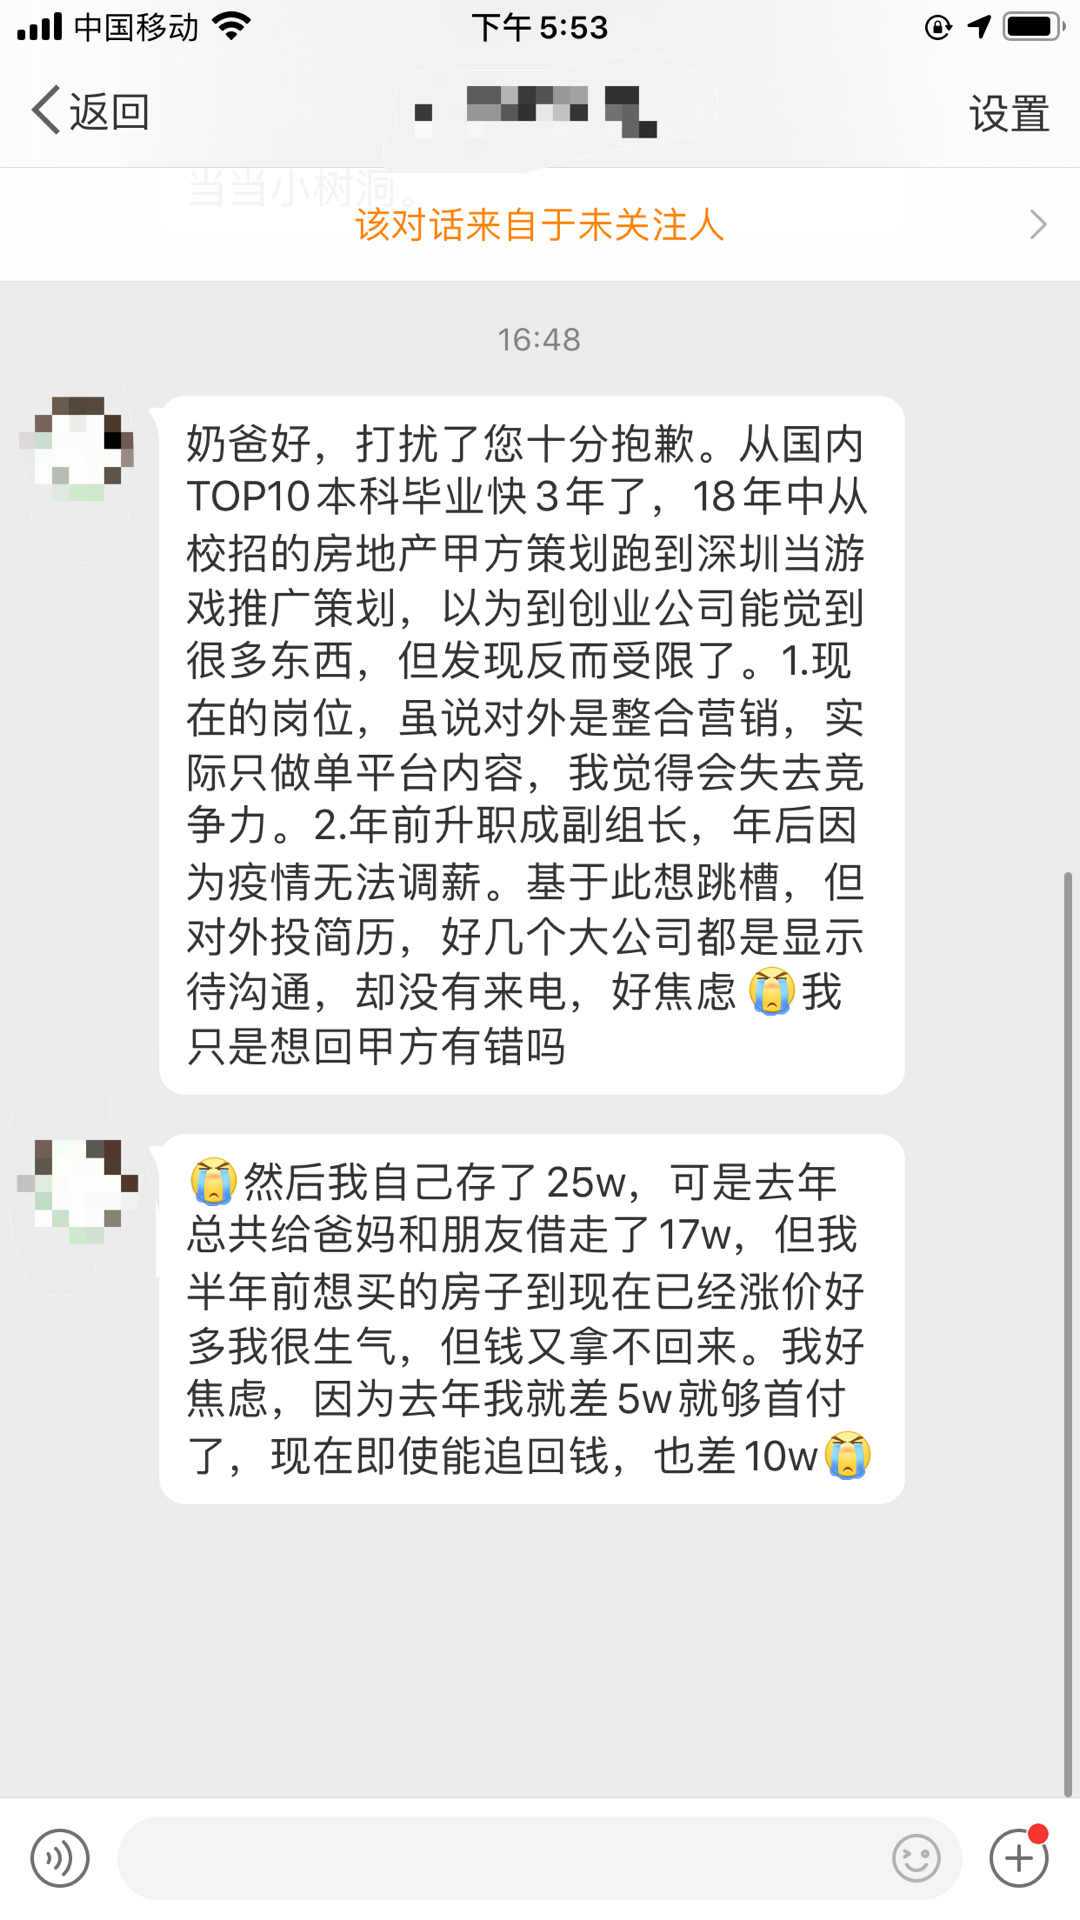 中国移动
下午5:53
返回
设置
当当小树洞。
该对话来自于未关注人
16:48
奶爸好，打扰了您十分抱歉。从国内
TOP10本科毕业快3年了，18年中从
校招的房地产甲方策划跑到深圳当游
戏推广策划，以为到创业公司能觉到
很多东西，但发现反而受限了。1.现
在的岗位，虽说对外是整合营销，实
际只做单平台内容，我觉得会失去竞
争力。2.年前升职成副组长，年后因
为疫情无法调薪。基于此想跳槽，但
对外投简历，好几个大公司都是显示
待沟通，却没有来电，好焦虑😭我
只是想回甲方有错吗
😭然后我自己存了25w，可是去年
总共给爸妈和朋友借走了17w，但我
半年前想买的房子到现在已经涨价好
多我很生气，但钱又拿不回来。我好
焦虑，因为去年我就差5w就够首付
了，现在即使能追回钱，也差10w😭